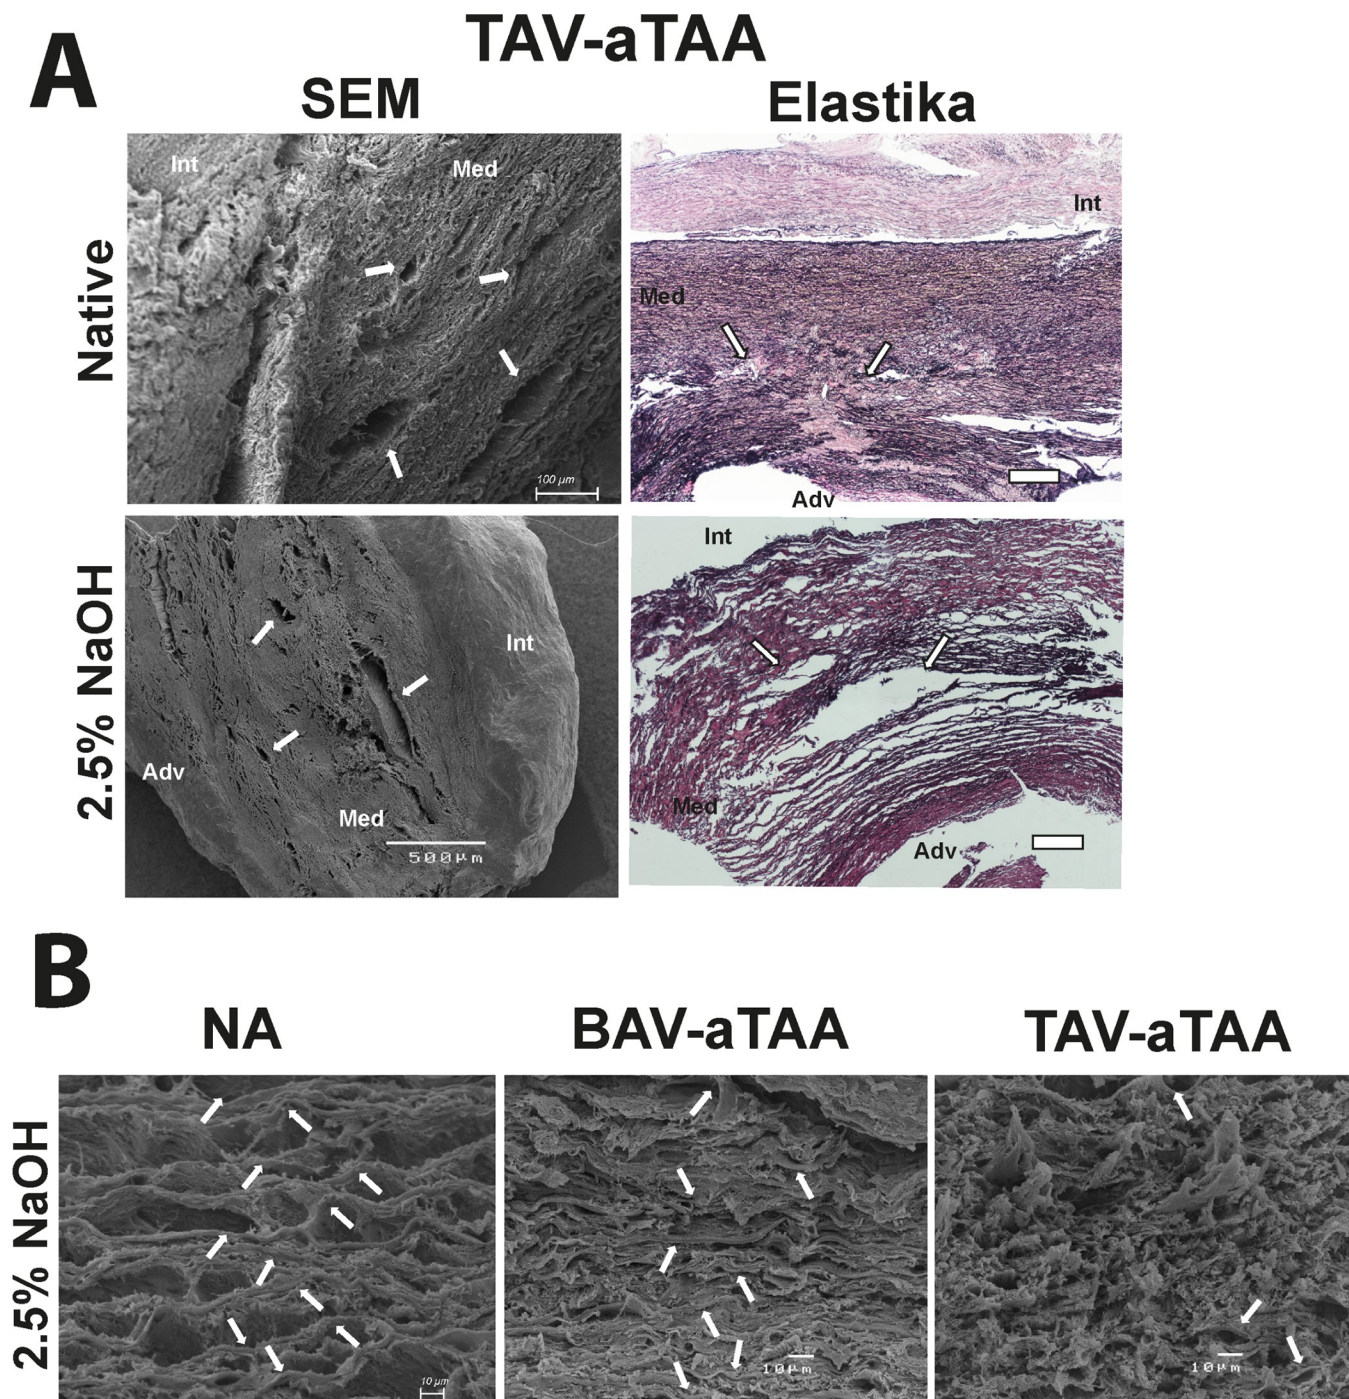 A
TAV-aTAA
SEM
Elastika
Native
Int
Med
100 µm
Int
Med
Adv
2.5% NaOH
Int
Adv
Med
500µm
Int
Med
Adv
B
NA
BAV-aTAA
TAV-aTAA
2.5% NaOH
10 µm
10µm
10µm